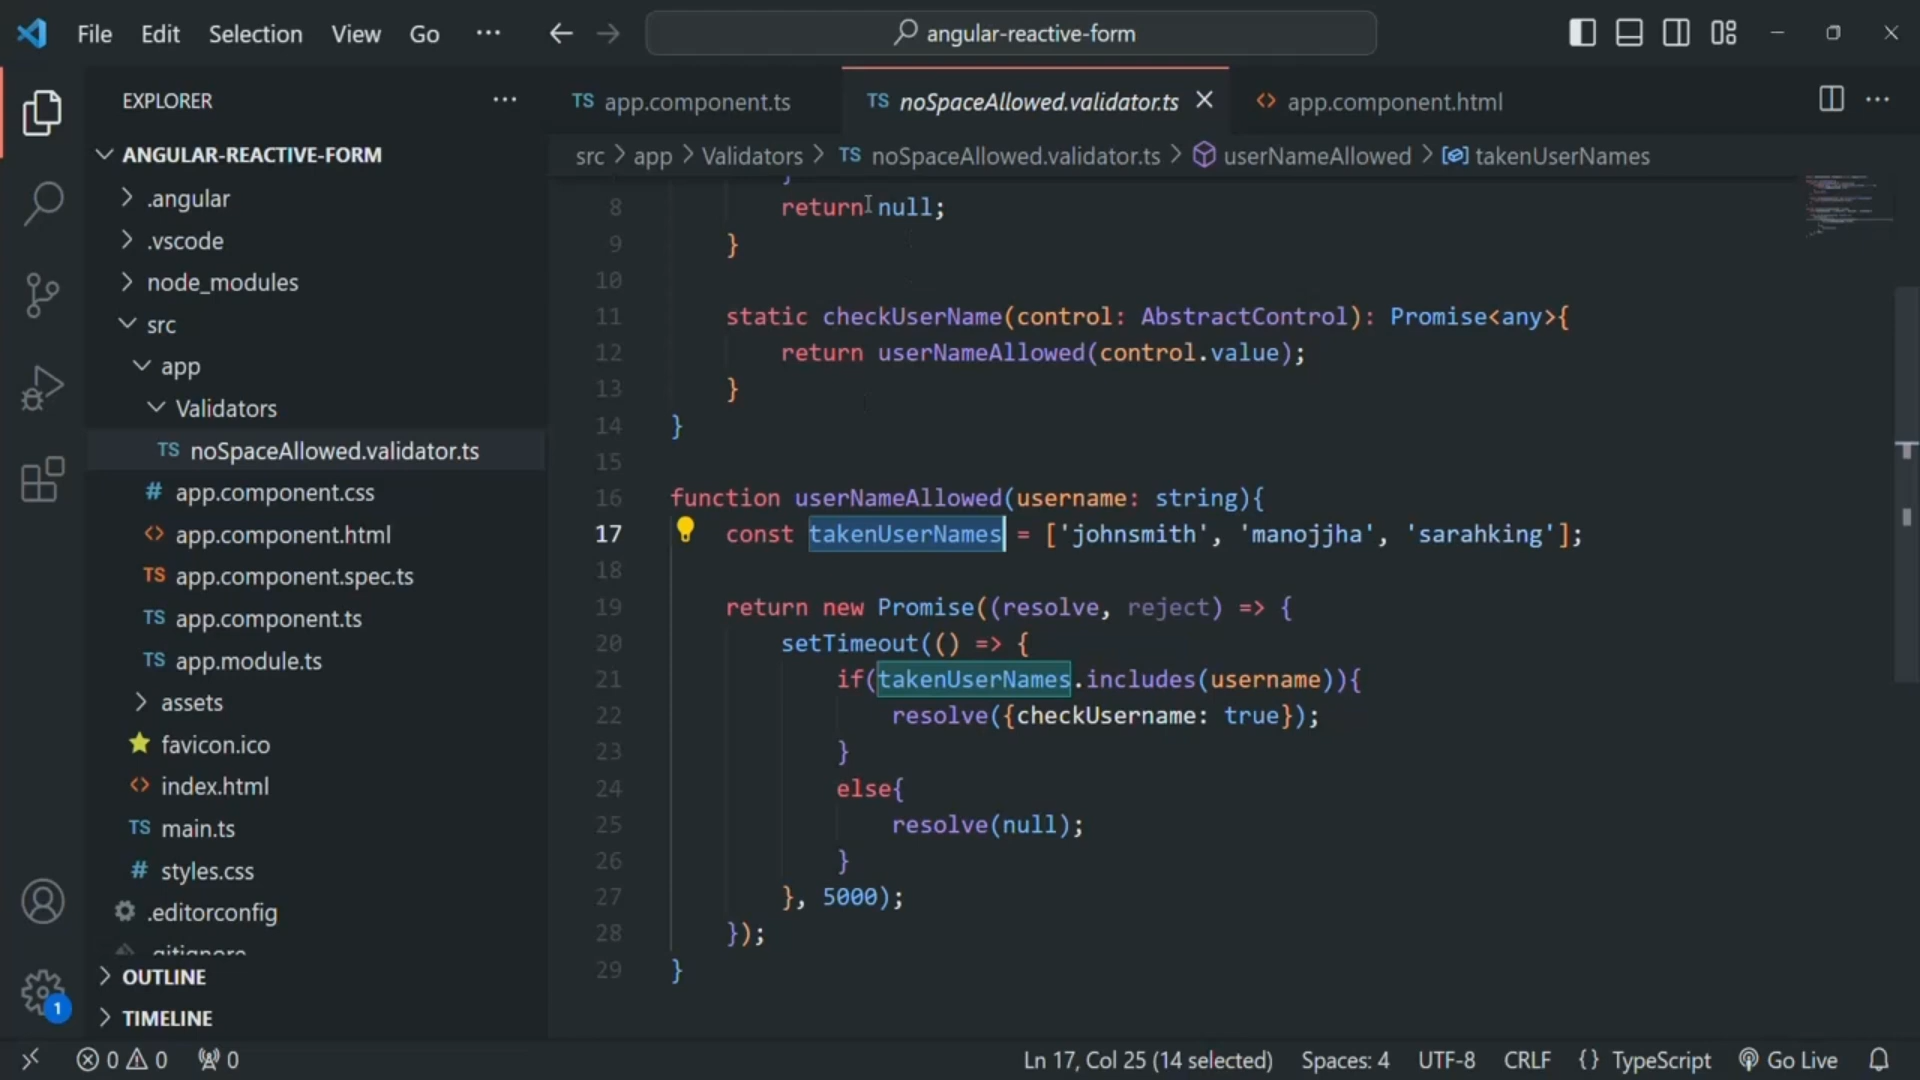 File Edit Selection View Go ··· angular-reactive-form
EXPLORER ···
ANGULAR-REACTIVE-FORM
.angular
.vscode
node_modules
src
app
Validators
TS noSpaceAllowed.validator.ts
# app.component.css
<> app.component.html
TS app.component.spec.ts
TS app.component.ts
TS app.module.ts
assets
favicon.ico
<> index.html
TS main.ts
# styles.css
.editorconfig
.gitignore
OUTLINE
TIMELINE
1
TS app.component.ts TS noSpaceAllowed.validator.ts <> app.component.html ···
src > app > Validators > TS noSpaceAllowed.validator.ts > userNameAllowed > takenUserNames
}
8 return null;
9 }
10
11 static checkUserName(control: AbstractControl): Promise<any>{
12 return userNameAllowed(control.value);
13 }
14 }
15
16 function userNameAllowed(username: string){
17 const takenUserNames = ['johnsmith', 'manojjha', 'sarahking'];
18
19 return new Promise((resolve, reject) => {
20 setTimeout(() => {
21 if(takenUserNames.includes(username)){
22 resolve({checkUsername: true});
23 }
24 else{
25 resolve(null);
26 }
27 }, 5000);
28 });
29 }
0 0 0 Ln 17, Col 25 (14 selected) Spaces: 4 UTF-8 CRLF {} TypeScript Go Live